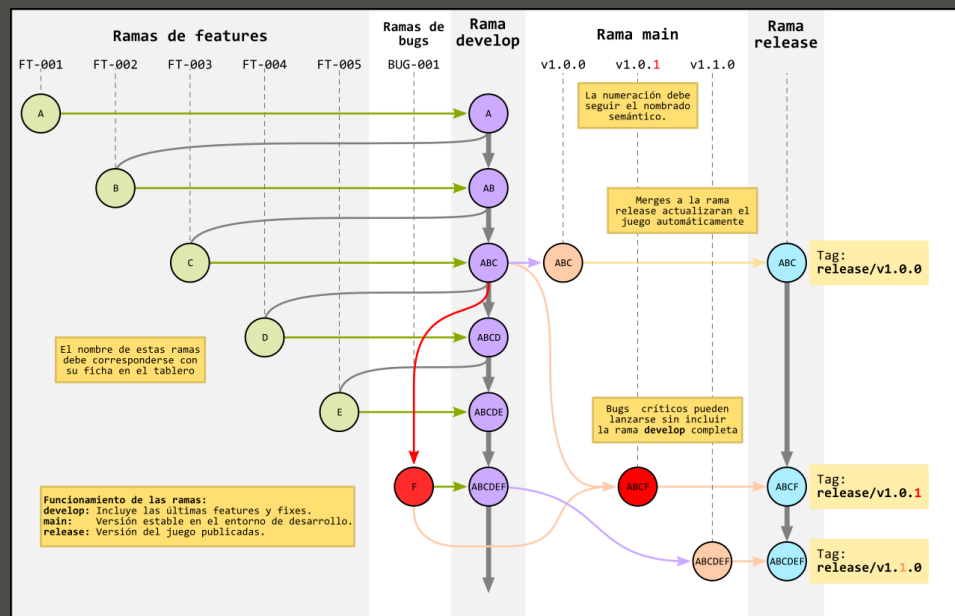 Ramas de features
Ramas de
bugs
Rama
develop
Rama main
Rama
release
FT-001
FT-002
FT-003
FT-004
FT-005
BUG-001
v1.0.0
v1.0.1
v1.1.0
La numeración debe
seguir el nombrado
semántico.
A
A
B
AB
Merges a la rama
release actualizaran el
juego automáticamente
C
ABC
ABC
ABC
Tag:
release/v1.0.0
D
ABCD
El nombre de estas ramas
debe corresponderse con
su ficha en el tablero
E
ABCDE
Bugs críticos pueden
lanzarse sin incluir
la rama develop completa
F
ABCDEF
ABCF
ABCF
Tag:
release/v1.0.1
Funcionamiento de las ramas:
develop: Incluye las últimas features y fixes.
main: Versión estable en el entorno de desarrollo.
release: Versión del juego publicadas.
ABCDEF
ABCDEF
Tag:
release/v1.1.0